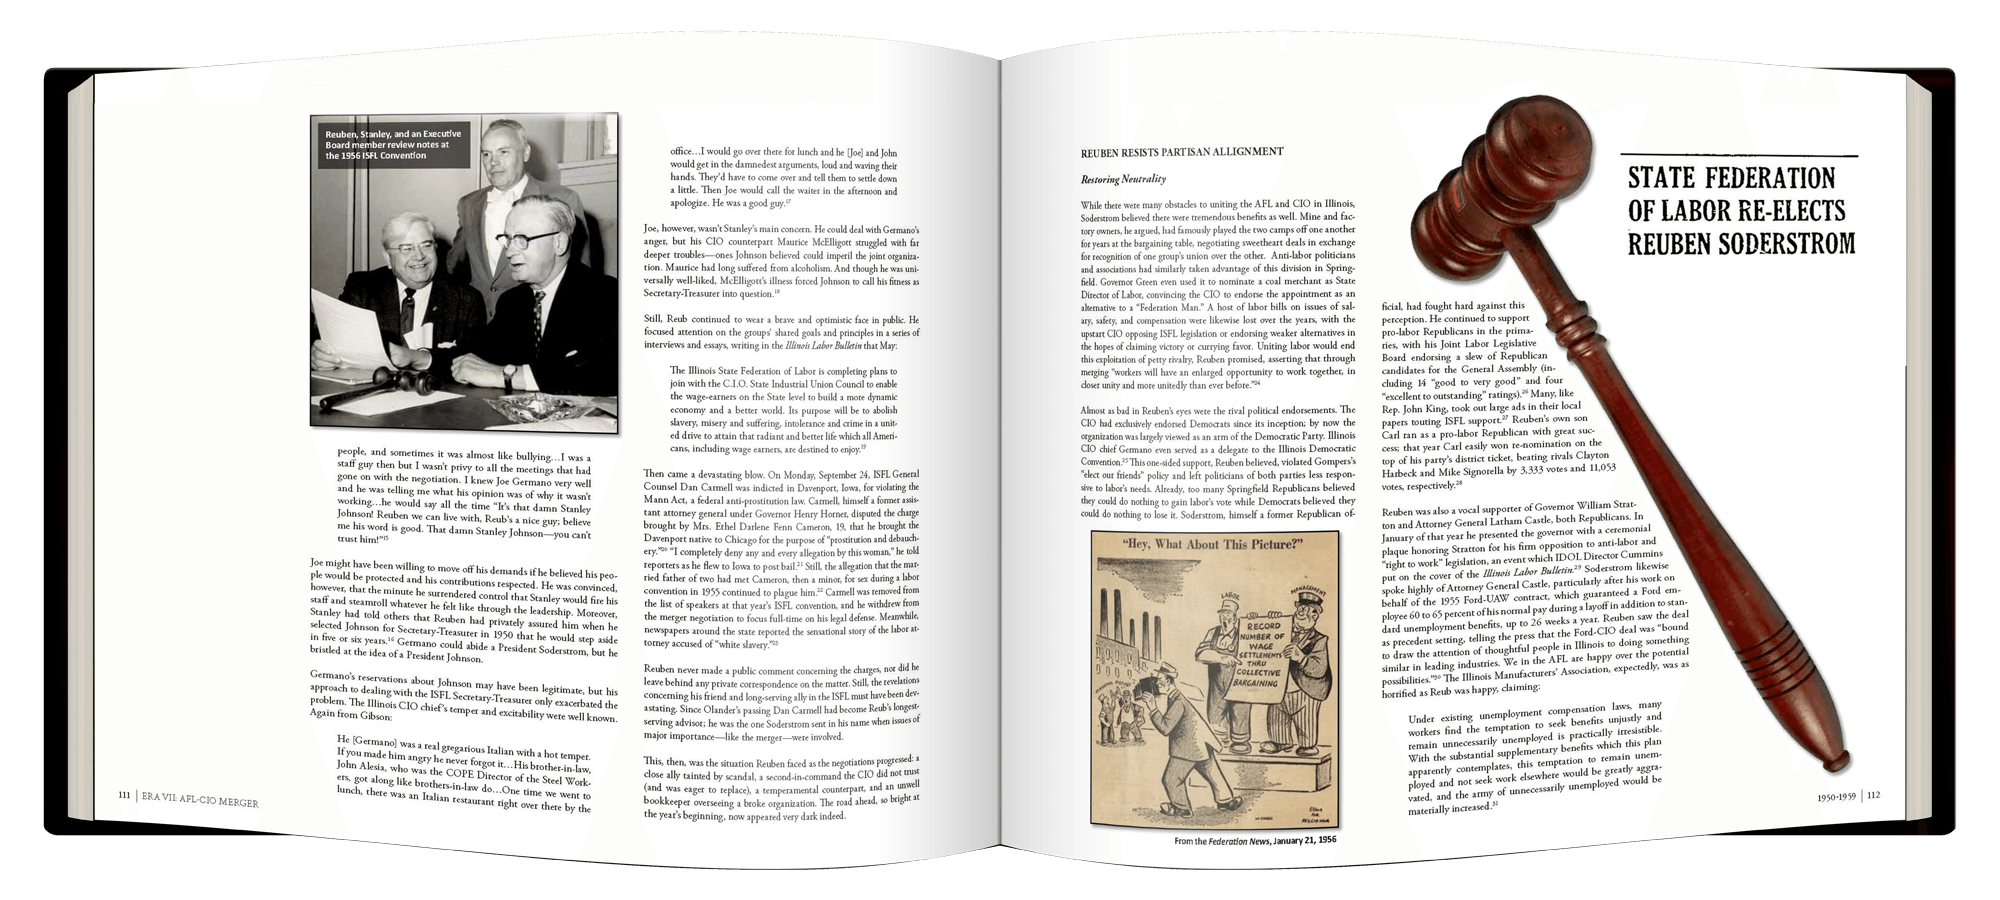 Reuben, Stanley, and an Executive
Board member review notes at
the 1956 ISFL Convention
people, and sometimes it was almost like bullying…I was a
staff guy then but I wasn't privy to all the meetings that had
gone on with the negotiation. I knew Joe Germano very well
and he was telling me what his opinion was of why it wasn't
working…he would say all the time "It's that damn Stanley
Johnson! Reuben we can live with, Reub's a nice guy; believe
me his word is good. That damn Stanley Johnson—you can't
trust him!"15
Joe might have been willing to move off his demands if he believed his peo-
ple would be protected and his contributions respected. He was convinced,
however, that the minute he surrendered control that Stanley would fire his
staff and steamroll whatever he felt like through the leadership. Moreover,
Stanley had told others that Reuben had privately assured him when he
selected Johnson for Secretary-Treasurer in 1950 that he would step aside
in five or six years.16 Germano could abide a President Soderstrom, but he
bristled at the idea of a President Johnson.
Germano's reservations about Johnson may have been legitimate, but his
approach to dealing with the ISFL Secretary-Treasurer only exacerbated the
problem. The Illinois CIO chief's temper and excitability were well known.
Again from Gibson:
He [Germano] was a real gregarious Italian with a hot temper.
If you made him angry he never forgot it…His brother-in-law,
John Alesia, who was the COPE Director of the Steel Work-
ers, got along like brothers-in-law do…One time we went to
lunch, there was an Italian restaurant right over there by the
111 | ERA VII: AFL-CIO MERGER
office…I would go over there for lunch and he [Joe] and John
would get in the damnedest arguments, loud and waving their
hands. They'd have to come over and tell them to settle down
a little. Then Joe would call the waiter in the afternoon and
apologize. He was a good guy.17
Joe, however, wasn't Stanley's main concern. He could deal with Germano's
anger, but his CIO counterpart Maurice McElligott struggled with far
deeper troubles—ones Johnson believed could imperil the joint organiza-
tion. Maurice had long suffered from alcoholism. And though he was uni-
versally well-liked, McElligott's illness forced Johnson to call his fitness as
Secretary-Treasurer into question.18
Still, Reub continued to wear a brave and optimistic face in public. He
focused attention on the groups' shared goals and principles in a series of
interviews and essays, writing in the Illinois Labor Bulletin that May:
The Illinois State Federation of Labor is completing plans to
join with the C.I.O. State Industrial Union Council to enable
the wage-earners on the State level to build a more dynamic
economy and a better world. Its purpose will be to abolish
slavery, misery and suffering, intolerance and crime in a unit-
ed drive to attain that radiant and better life which all Ameri-
cans, including wage earners, are destined to enjoy.19
Then came a devastating blow. On Monday, September 24, ISFL General
Counsel Dan Carmell was indicted in Davenport, Iowa, for violating the
Mann Act, a federal anti-prostitution law. Carmell, himself a former assis-
tant attorney general under Governor Henry Horner, disputed the charge
brought by Mrs. Ethel Darlene Fenn Cameron, 19, that he brought the
Davenport native to Chicago for the purpose of "prostitution and debauch-
ery."20 "I completely deny any and every allegation by this woman," he told
reporters as he flew to Iowa to post bail.21 Still, the allegation that the mar-
ried father of two had met Cameron, then a minor, for sex during a labor
convention in 1955 continued to plague him.22 Carmell was removed from
the list of speakers at that year's ISFL convention, and he withdrew from
the merger negotiation to focus full-time on his legal defense. Meanwhile,
newspapers around the state reported the sensational story of the labor at-
torney accused of "white slavery."23
Reuben never made a public comment concerning the charges, nor did he
leave behind any private correspondence on the matter. Still, the revelations
concerning his friend and long-serving ally in the ISFL must have been dev-
astating. Since Olander's passing Dan Carmell had become Reub's longest-
serving advisor; he was the one Soderstrom sent in his name when issues of
major importance—like the merger—were involved.
This, then, was the situation Reuben faced as the negotiations progressed: a
close ally tainted by scandal, a second-in-command the CIO did not trust
(and was eager to replace), a temperamental counterpart, and an unwell
bookkeeper overseeing a broke organization. The road ahead, so bright at
the year's beginning, now appeared very dark indeed.
REUBEN RESISTS PARTISAN ALLIGNMENT
Restoring Neutrality
While there were many obstacles to uniting the AFL and CIO in Illinois,
Soderstrom believed there were tremendous benefits as well. Mine and fac-
tory owners, he argued, had famously played the two camps off one another
for years at the bargaining table, negotiating sweetheart deals in exchange
for recognition of one group's union over the other. Anti-labor politicians
and associations had similarly taken advantage of this division in Spring-
field. Governor Green even used it to nominate a coal merchant as State
Director of Labor, convincing the CIO to endorse the appointment as an
alternative to a "Federation Man." A host of labor bills on issues of sal-
ary, safety, and compensation were likewise lost over the years, with the
upstart CIO opposing ISFL legislation or endorsing weaker alternatives in
the hopes of claiming victory or currying favor. Uniting labor would end
this exploitation of petty rivalry, Reuben promised, asserting that through
merging "workers will have an enlarged opportunity to work together, in
closer unity and more unitedly than ever before."24
Almost as bad in Reuben's eyes were the rival political endorsements. The
CIO had exclusively endorsed Democrats since its inception; by now the
organization was largely viewed as an arm of the Democratic Party. Illinois
CIO chief Germano even served as a delegate to the Illinois Democratic
Convention.25 This one-sided support, Reuben believed, violated Gompers's
"elect our friends" policy and left politicians of both parties less respon-
sive to labor's needs. Already, too many Springfield Republicans believed
they could do nothing to gain labor's vote while Democrats believed they
could do nothing to lose it. Soderstrom, himself a former Republican of-
"Hey, What About This Picture?"
LABOR
MANAGEMENT
RECORD
NUMBER OF
WAGE
SETTLEMENTS
THRU
COLLECTIVE
BARGAINING
From the Federation News, January 21, 1956
STATE FEDERATION
OF LABOR RE-ELECTS
REUBEN SODERSTROM
ficial, had fought hard against this
perception. He continued to support
pro-labor Republicans in the prima-
ries, with his Joint Labor Legislative
Board endorsing a slew of Republican
candidates for the General Assembly (in-
cluding 14 "good to very good" and four
"excellent to outstanding" ratings).26 Many, like
Rep. John King, took out large ads in their local
papers touting ISFL support.27 Reuben's own son
Carl ran as a pro-labor Republican with great suc-
cess; that year Carl easily won re-nomination on the
top of his party's district ticket, beating rivals Clayton
Harbeck and Mike Signorella by 3,333 votes and 11,053
votes, respectively.28
Reuben was also a vocal supporter of Governor William Strat-
ton and Attorney General Latham Castle, both Republicans. In
January of that year he presented the governor with a ceremonial
plaque honoring Stratton for his firm opposition to anti-labor and
"right to work" legislation, an event which IDOL Director Cummins
put on the cover of the Illinois Labor Bulletin.29 Soderstrom likewise
spoke highly of Attorney General Castle, particularly after his work on
behalf of the 1955 Ford-UAW contract, which guaranteed a Ford em-
ployee 60 to 65 percent of his normal pay during a layoff in addition to stan-
dard unemployment benefits, up to 26 weeks a year. Reuben saw the deal
as precedent setting, telling the press that the Ford-CIO deal was "bound
to draw the attention of thoughtful people in Illinois to doing something
similar in leading industries. We in the AFL are happy over the potential
possibilities."30 The Illinois Manufacturers' Association, expectedly, was as
horrified as Reub was happy, claiming:
Under existing unemployment compensation laws, many
workers find the temptation to seek benefits unjustly and
remain unnecessarily unemployed is practically irresistible.
With the substantial supplementary benefits which this plan
apparently contemplates, this temptation to remain unem-
ployed and not seek work elsewhere would be greatly aggra-
vated, and the army of unnecessarily unemployed would be
materially increased.31
1950-1959 | 112